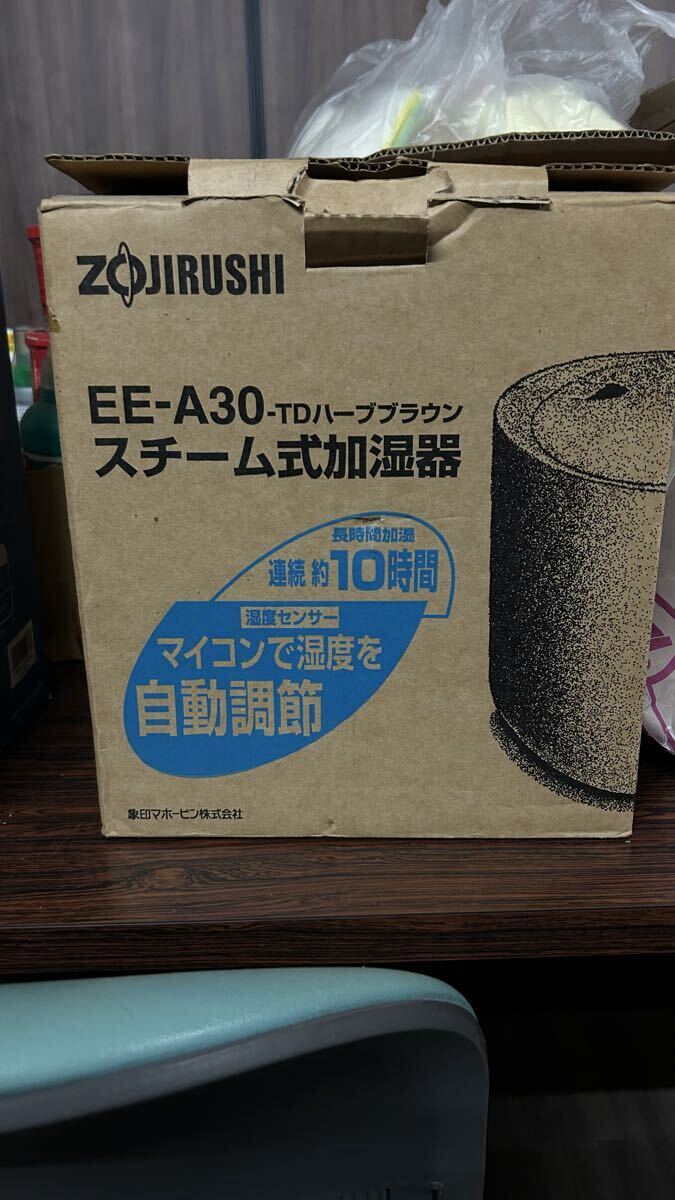 ZOJIRUSHI
EE-A30-TDハーブブラウン
スチーム式加湿器
長時間加湿
連続 約10時間
湿度センサー
マイコンで湿度を
自動調節
象印マホービン株式会社